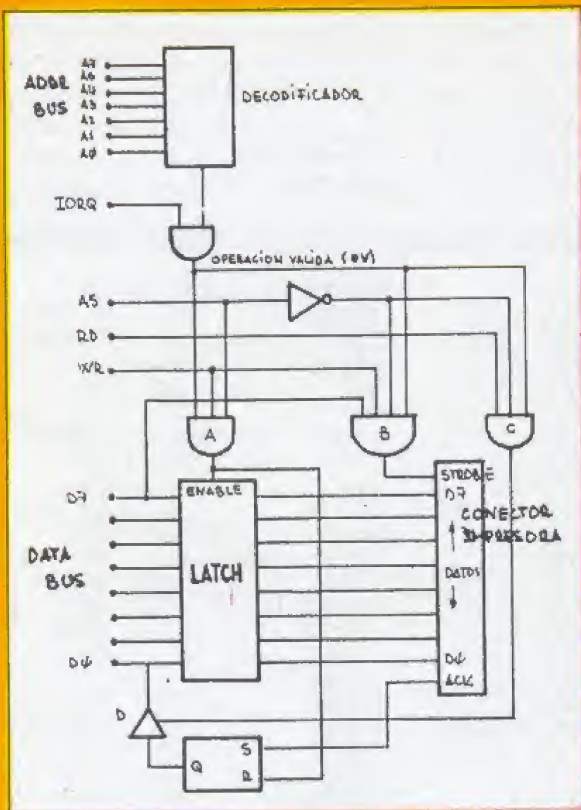 A7
A6
A4
A3
A2
A1
A0
ADDR
BUS
DECODIFICADOR
IORQ
OPERACION VALIDA (OV)
A5
RD
WR
A
B
C
D7
ENABLE
STROBE
D7
CONECTOR
IMPRESORA
DATA
BUS
LATCH
DATOS
D0
D0
ACK
D
Q
S
R